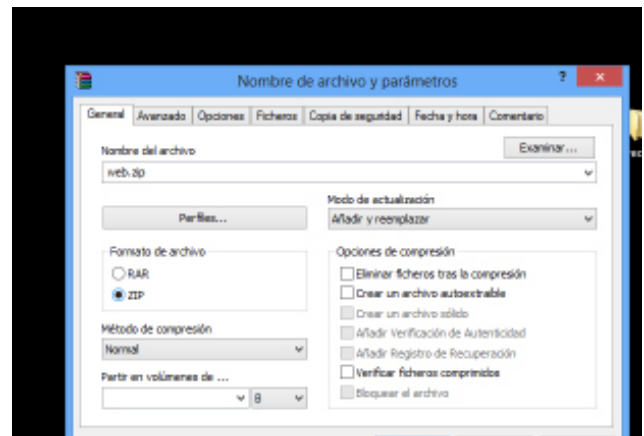 Nombre de archivo y parámetros
?
General Avanzado Opciones Ficheros Copia de seguridad Fecha y hora Comentario
Nombre del archivo
Examinar...
web.zip
Modo de actualización
Perfiles...
Añadir y reemplazar
Formato de archivo
RAR
ZIP
Método de compresión
Normal
Partir en volúmenes de ...
B
Opciones de compresión
Eliminar ficheros tras la compresión
Crear un archivo autoextraíble
Crear un archivo sólido
Añadir Verificación de Autenticidad
Añadir Registro de Recuperación
Verificar ficheros comprimidos
Bloquear el archivo